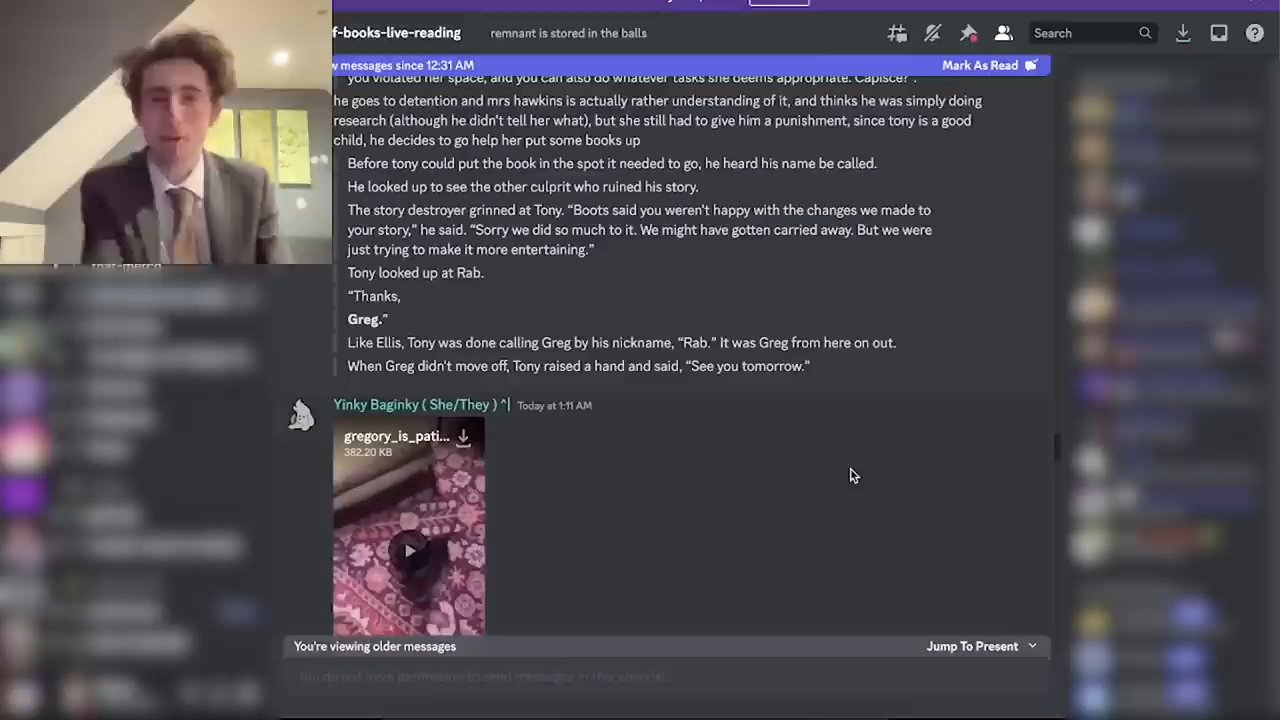 f-books-live-reading
remnant is stored in the balls
Search
w messages since 12:31 AM
Mark As Read
you violated her space, and you can also do whatever tasks she deems appropriate. Capisce? .
he goes to detention and mrs hawkins is actually rather understanding of it, and thinks he was simply doing
research (although he didn't tell her what), but she still had to give him a punishment, since tony is a good
child, he decides to go help her put some books up
Before tony could put the book in the spot it needed to go, he heard his name be called.
He looked up to see the other culprit who ruined his story.
The story destroyer grinned at Tony. “Boots said you weren't happy with the changes we made to
your story,” he said. “Sorry we did so much to it. We might have gotten carried away. But we were
just trying to make it more entertaining.”
Tony looked up at Rab.
“Thanks,
Greg.”
Like Ellis, Tony was done calling Greg by his nickname, “Rab.” It was Greg from here on out.
When Greg didn't move off, Tony raised a hand and said, “See you tomorrow.”
Yinky Baginky ( She/They ) ^| Today at 1:11 AM
gregory_is_pati...
382.20 KB
You're viewing older messages
Jump To Present
You do not have permission to send messages in this channel.